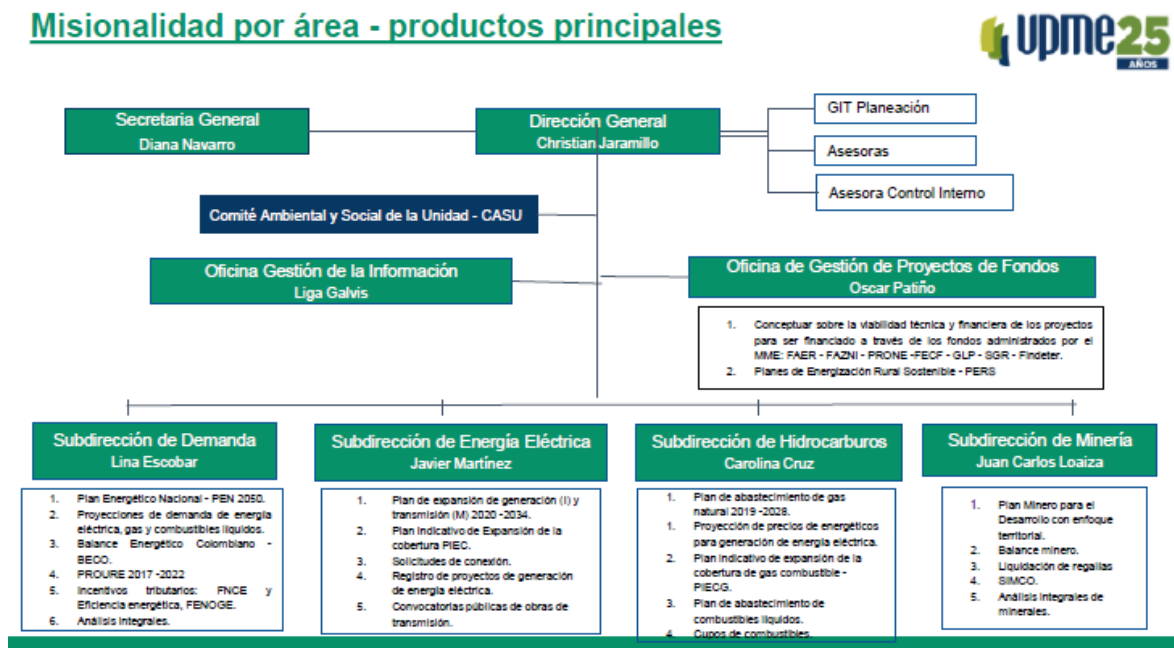 Misionalidad por área - productos principales
upme25
AÑOS
Secretaria General
Diana Navarro
Dirección General
Christian Jaramillo
GIT Planeación
Asesoras
Asesora Control Interno
Comité Ambiental y Social de la Unidad - CASU
Oficina Gestión de la Información
Liga Galvis
Oficina de Gestión de Proyectos de Fondos
Oscar Patiño
1. Conceptuar sobre la viabilidad técnica y financiera de los proyectos
para ser financiado a través de los fondos administrados por el
MME: FAER - FAZNI - PRONE -FECF - GLP - SGR - Findeter.
2. Planes de Energización Rural Sostenible - PERS
Subdirección de Demanda
Lina Escobar
1. Plan Energético Nacional - PEN 2050.
2. Proyecciones de demanda de energía
eléctrica, gas y combustibles líquidos.
3. Balance Energético Colombiano -
BECO.
4. PROURE 2017 -2022
5. Incentivos tributarios: FNCE y
Eficiencia energética, FENOGE.
6. Análisis Integrales.
Subdirección de Energía Eléctrica
Javier Martínez
1. Plan de expansión de generación (I) y
transmisión (M) 2020 -2034.
2. Plan Indicativo de Expansión de la
cobertura PIEC.
3. Solicitudes de conexión.
4. Registro de proyectos de generación
de energía eléctrica.
5. Convocatorias públicas de obras de
transmisión.
Subdirección de Hidrocarburos
Carolina Cruz
1. Plan de abastecimiento de gas
natural 2019 -2028.
1. Proyección de precios de energéticos
para generación de energía eléctrica.
2. Plan indicativo de expansión de la
cobertura de gas combustible -
PIECG.
3. Plan de abastecimiento de
combustibles líquidos.
4. Cupos de combustibles.
Subdirección de Minería
Juan Carlos Loaiza
1. Plan Minero para el
Desarrollo con enfoque
territorial.
2. Balance minero.
3. Liquidación de regalías
4. SIMCO.
5. Análisis Integrales de
minerales.